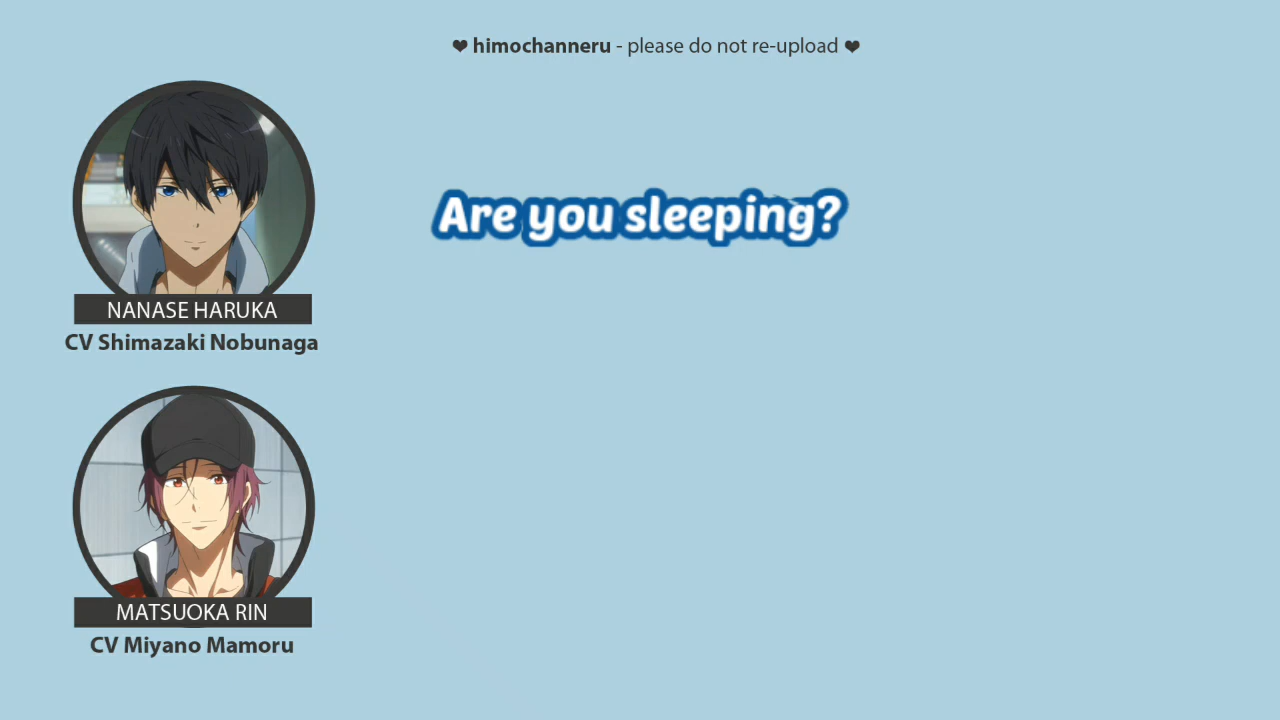 ❤ himochanneru - please do not re-upload ❤
NANASE HARUKA
CV Shimazaki Nobunaga
Are you sleeping?
MATSUOKA RIN
CV Miyano Mamoru